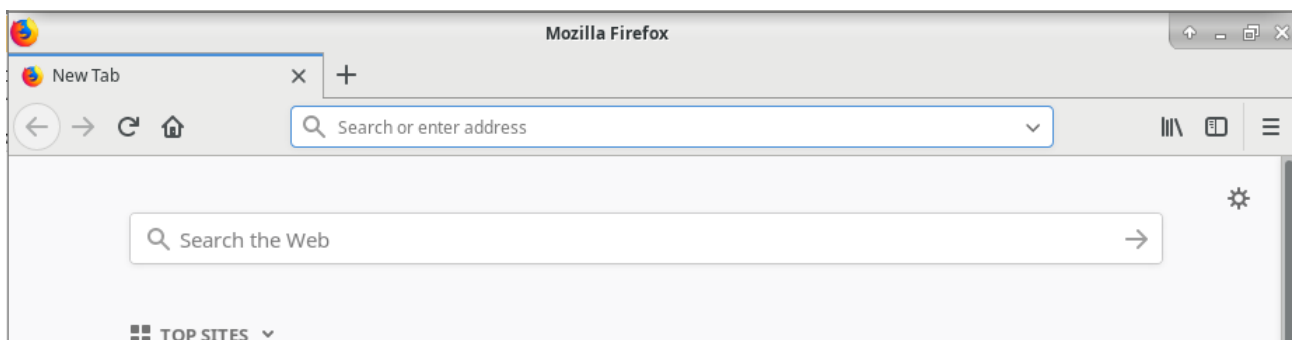 Mozilla Firefox
New Tab
Search or enter address
Search the Web
TOP SITES